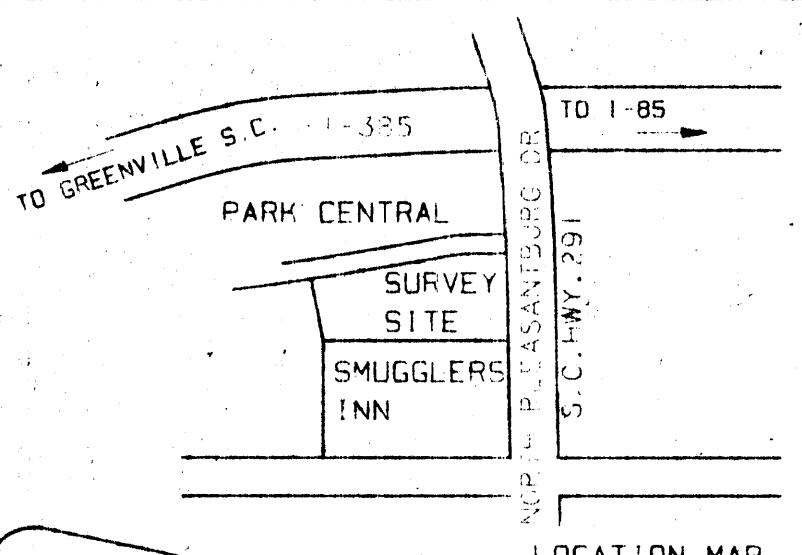 TO I-85
TO GREENVILLE S.C. I-385
PARK CENTRAL
NORTH PLEASANTBURG DR
S.C. HWY. 291
SURVEY
SITE
SMUGGLERS
INN
LOCATION MAP